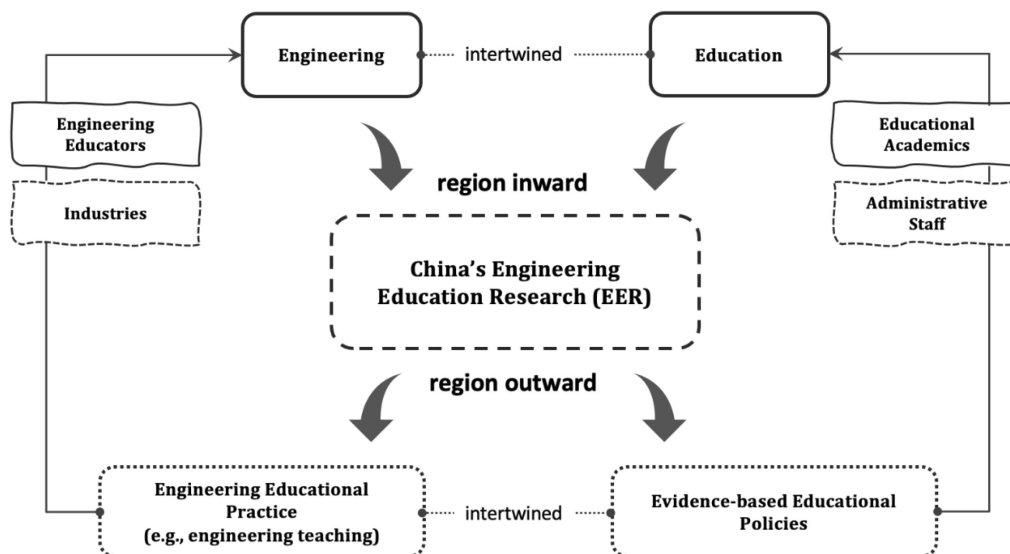 Engineering
intertwined
Education
Engineering
Educators
Educational
Academics
region inward
Industries
Administrative
Staff
China’s Engineering
Education Research (EER)
region outward
Engineering Educational
Practice
(e.g., engineering teaching)
intertwined
Evidence-based Educational
Policies